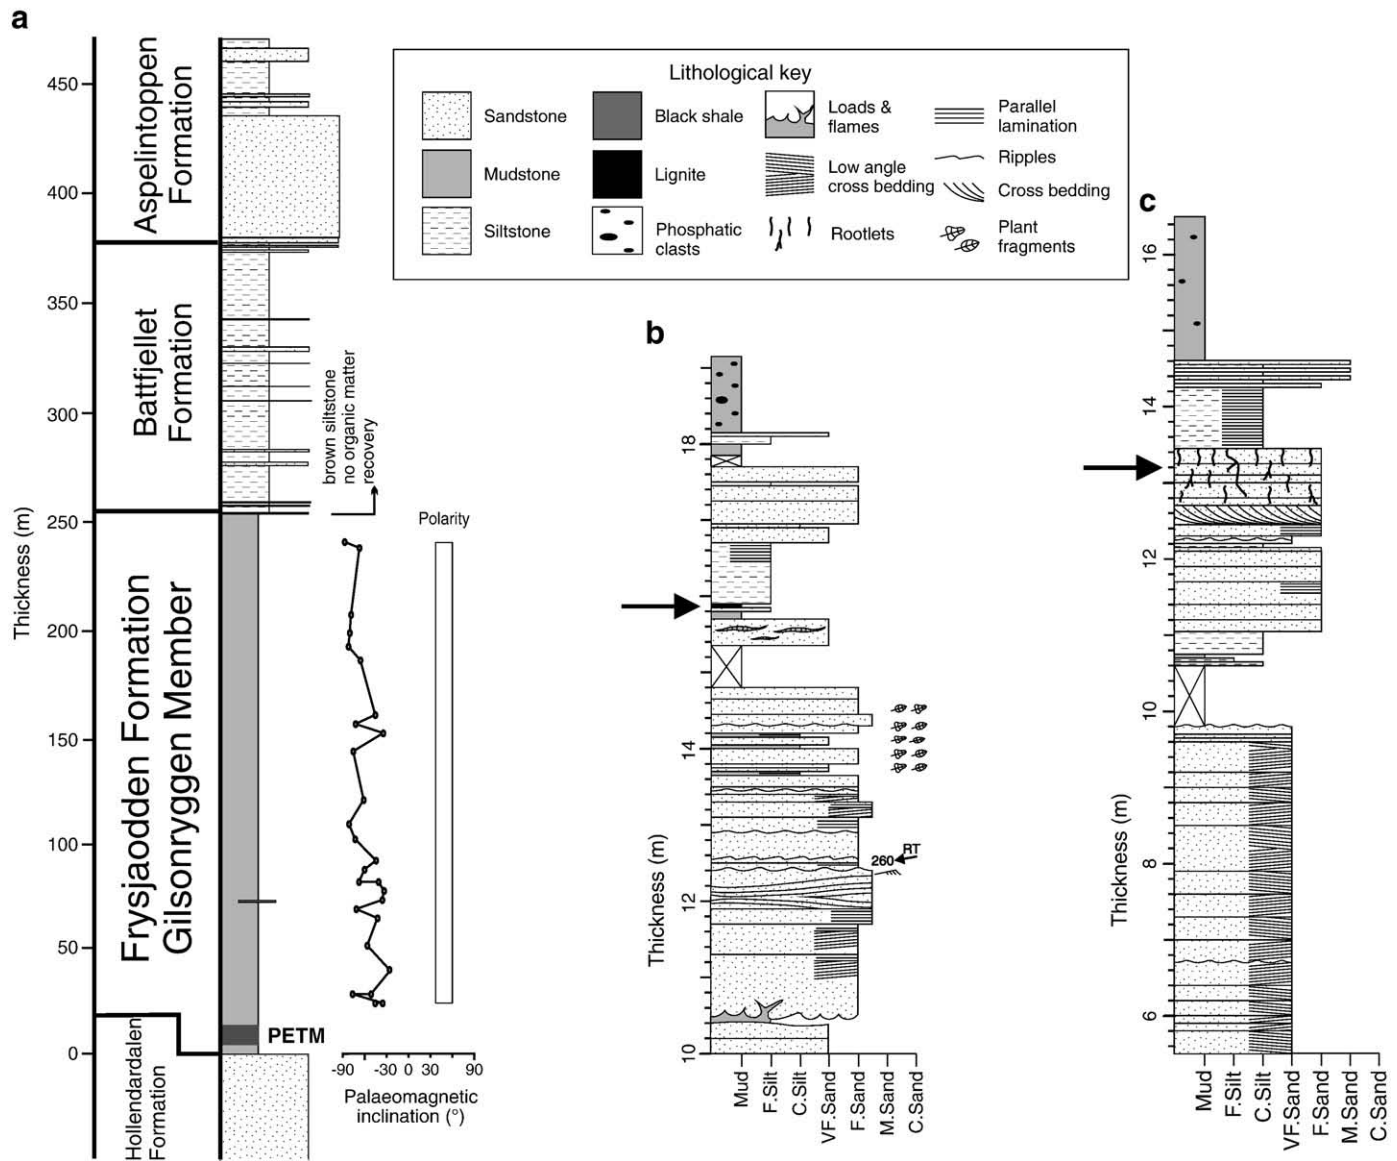 a
Thickness (m)
450
400
350
300
250
200
150
100
50
0
Aspelintoppen
Formation
Battfjellet
Formation
Frysjaodden Formation
Gilsonryggen Member
Hollendardalen
Formation
PETM
brown siltstone
no organic matter
recovery
Polarity
-90
-30
0
30
90
Palaeomagnetic
inclination (°)
Lithological key
Sandstone
Mudstone
Siltstone
Black shale
Lignite
Phosphatic
clasts
Loads &
flames
Low angle
cross bedding
Rootlets
Parallel
lamination
Ripples
Cross bedding
Plant
fragments
b
Thickness (m)
18
14
12
10
260
RT
Mud
F.Silt
C.Silt
VF.Sand
F.Sand
M.Sand
C.Sand
c
Thickness (m)
16
14
12
10
8
6
Mud
F.Silt
C.Silt
VF.Sand
F.Sand
M.Sand
C.Sand